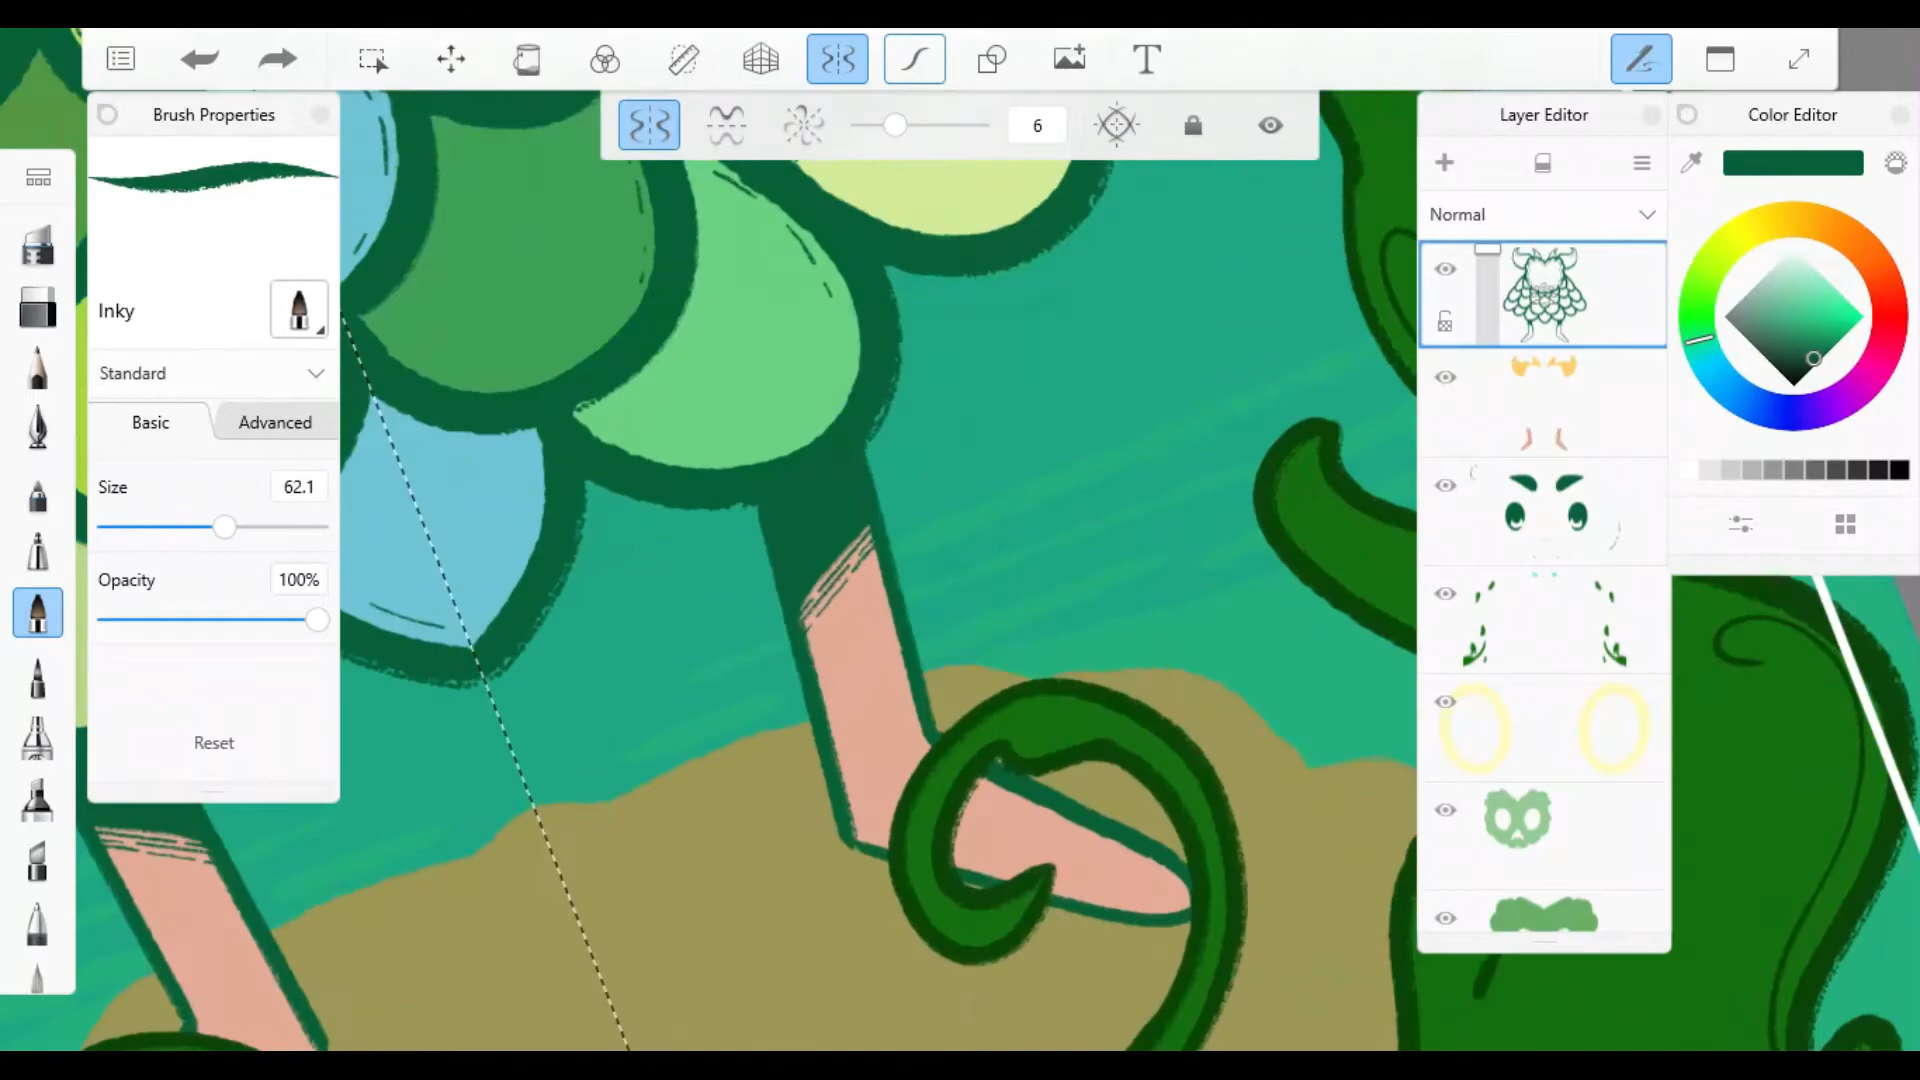 Brush Properties
6
Layer Editor
Color Editor
Normal
Inky
Standard
Basic
Advanced
Size
62.1
Opacity
100%
Reset